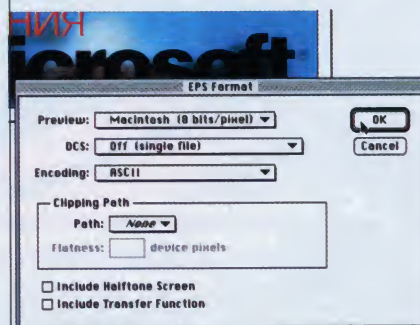 НИЯ
icrosoft
EPS Format
Preview: Macintosh (8 bits/pixel)
OK
DCS: Off (single file)
Cancel
Encoding: ASCII
Clipping Path
Path: None
Flatness: device pixels
Include Halftone Screen
Include Transfer Function